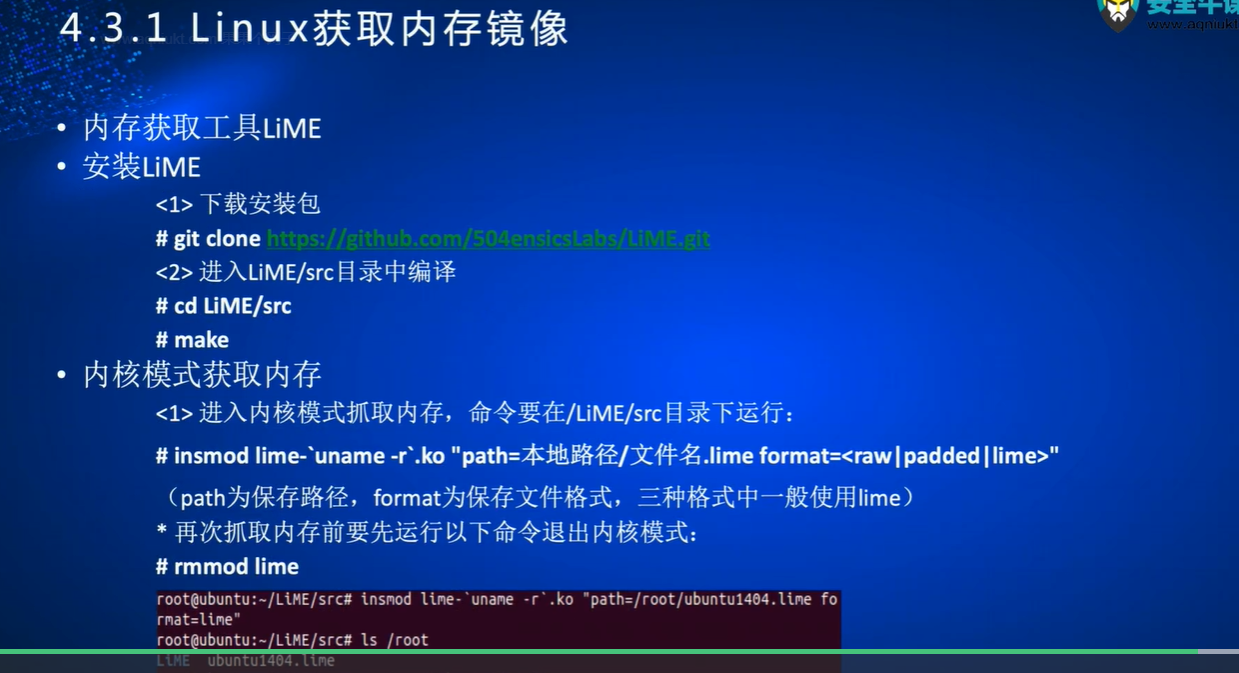 4.3.1 Linux获取内存镜像
安全牛课
www.aqniukt
• 内存获取工具LiME
• 安装LiME
<1> 下载安装包
# git clone https://github.com/504ensicsLabs/LiME.git
<2> 进入LiME/src目录中编译
# cd LiME/src
# make
• 内核模式获取内存
<1> 进入内核模式抓取内存，命令要在/LiME/src目录下运行：
# insmod lime-`uname -r`.ko "path=本地路径/文件名.lime format=<raw|padded|lime>"
（path为保存路径，format为保存文件格式，三种格式中一般使用lime）
* 再次抓取内存前要先运行以下命令退出内核模式：
# rmmod lime
root@ubuntu:~/LiME/src# insmod lime-`uname -r`.ko "path=/root/ubuntu1404.lime fo
rmat=lime"
root@ubuntu:~/LiME/src# ls /root
LiME  ubuntu1404.lime